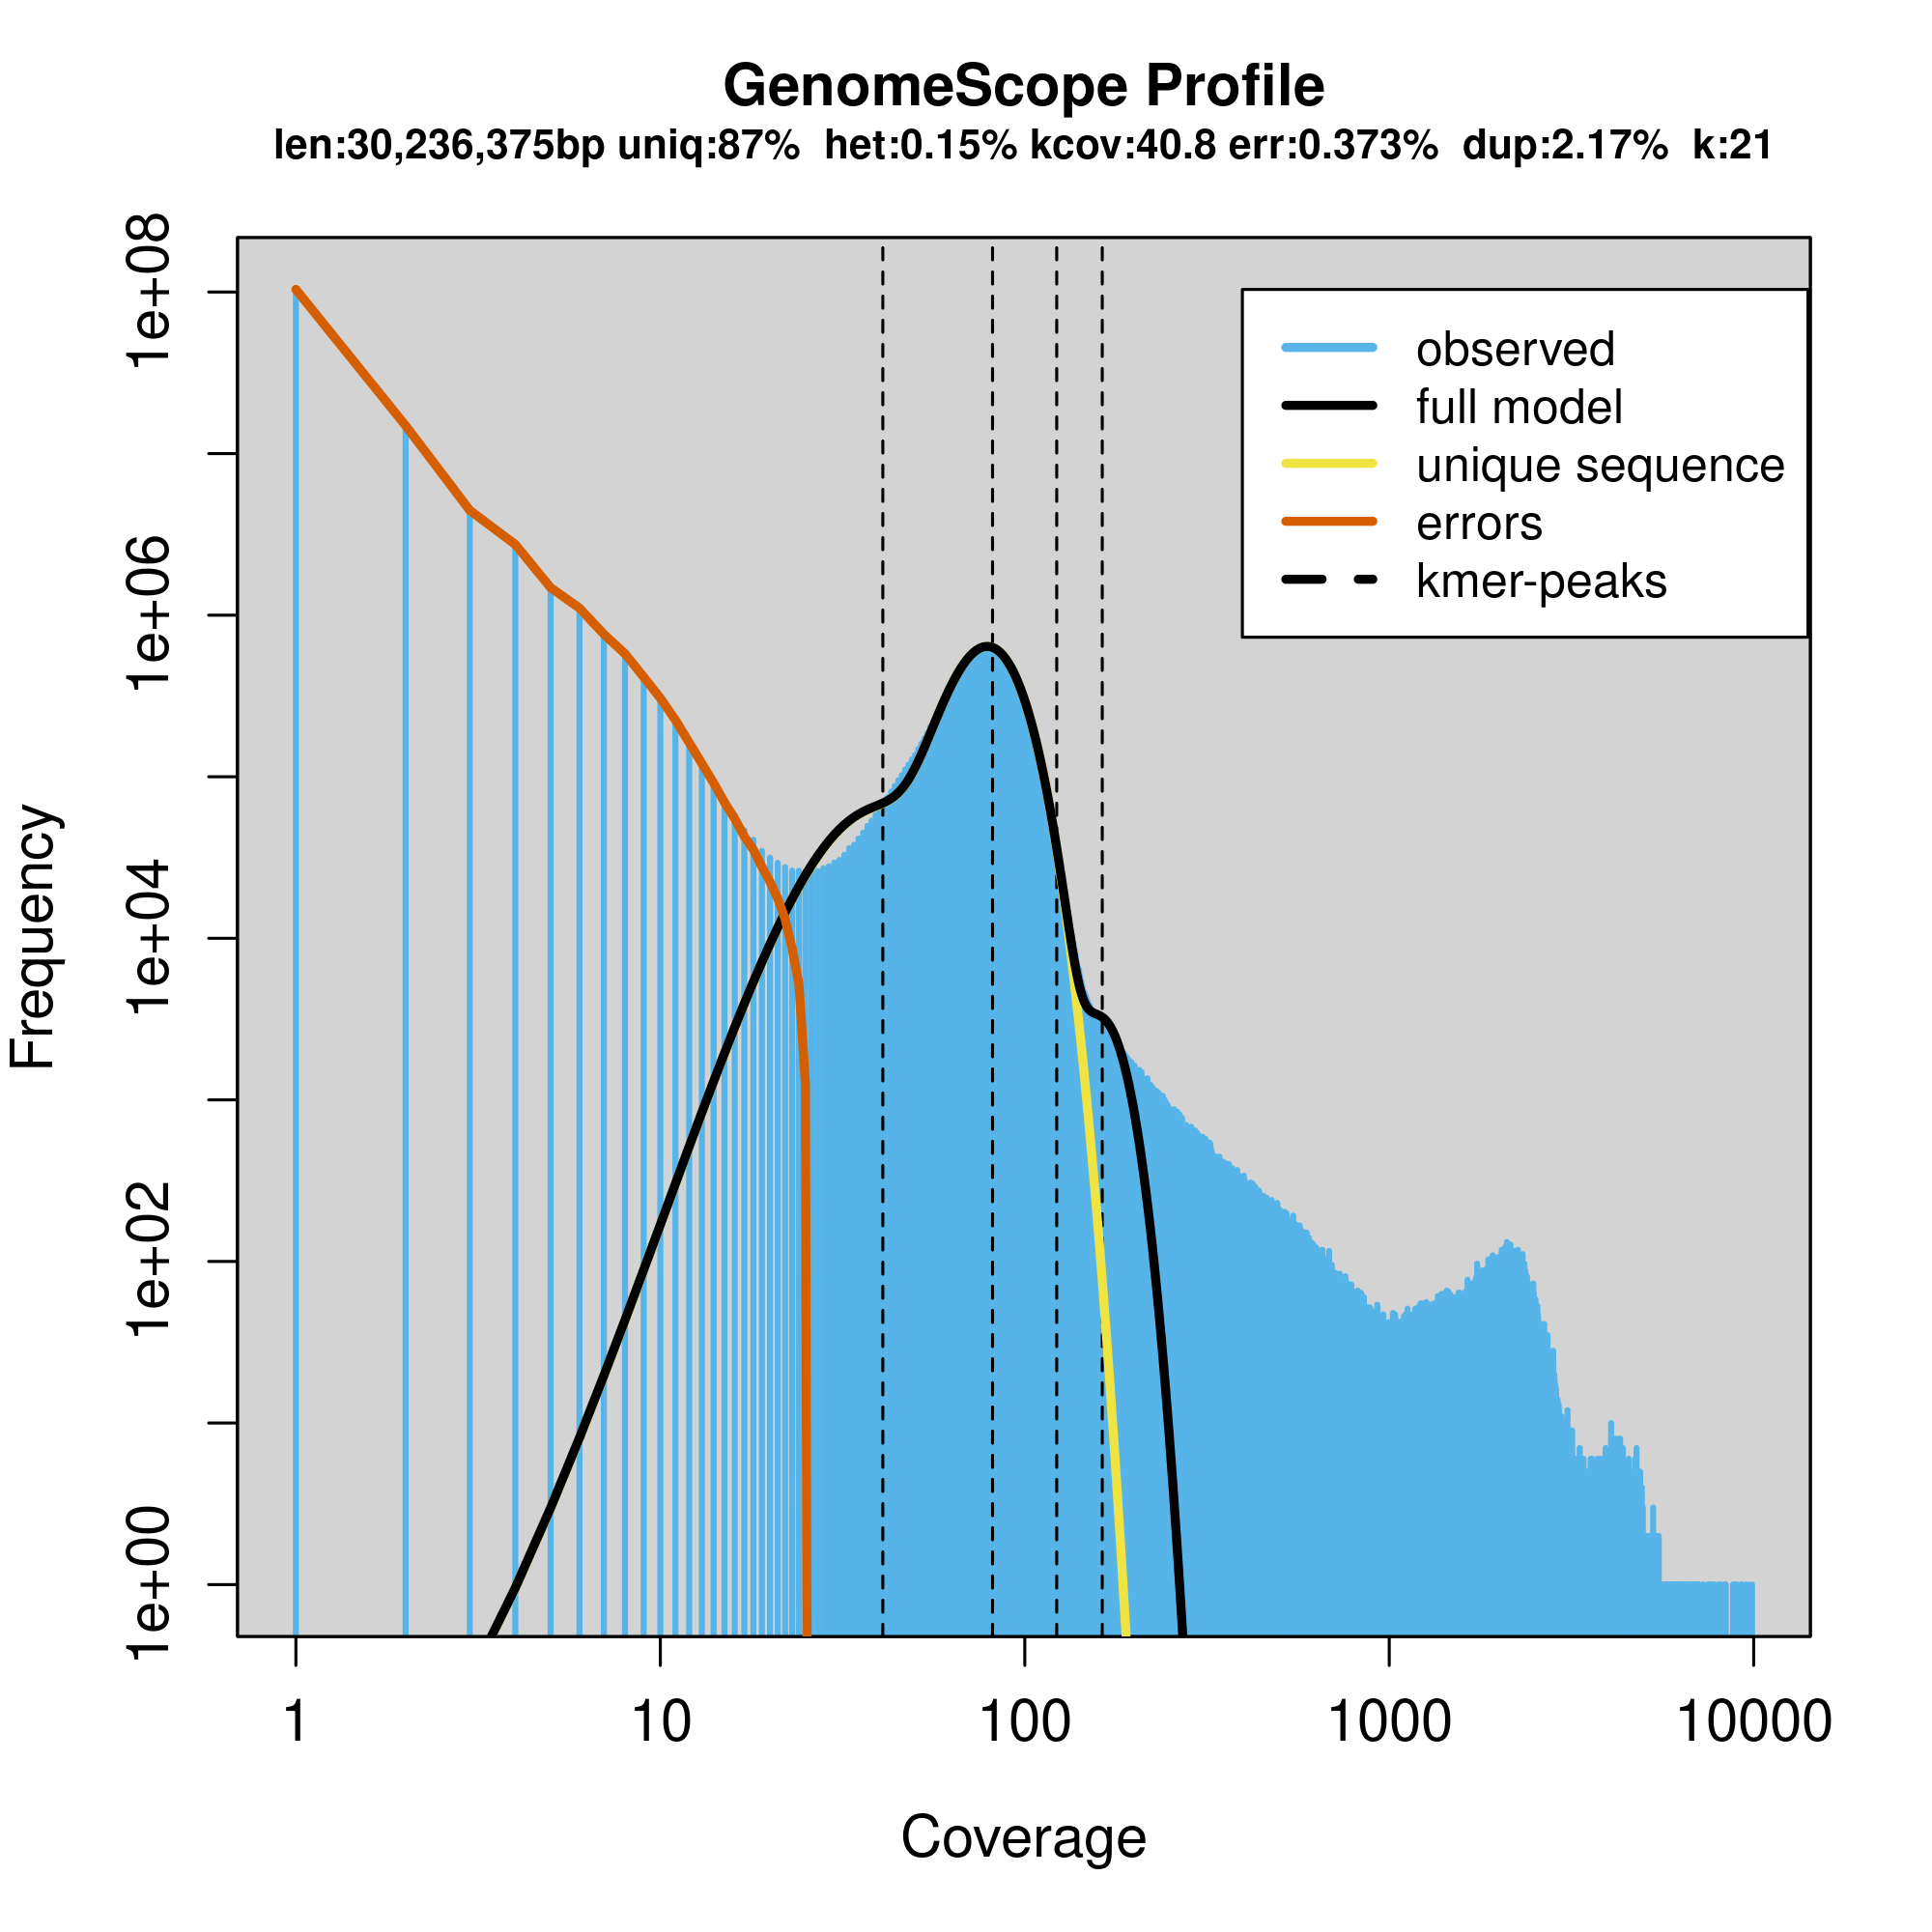 GenomeScope Profile
len:30,236,375bp uniq:87% het:0.15% kcov:40.8 err:0.373% dup:2.17% k:21
1e+08
1e+06
1e+04
1e+02
1e+00
Frequency
observed
full model
unique sequence
errors
kmer-peaks
1
10
100
1000
10000
Coverage